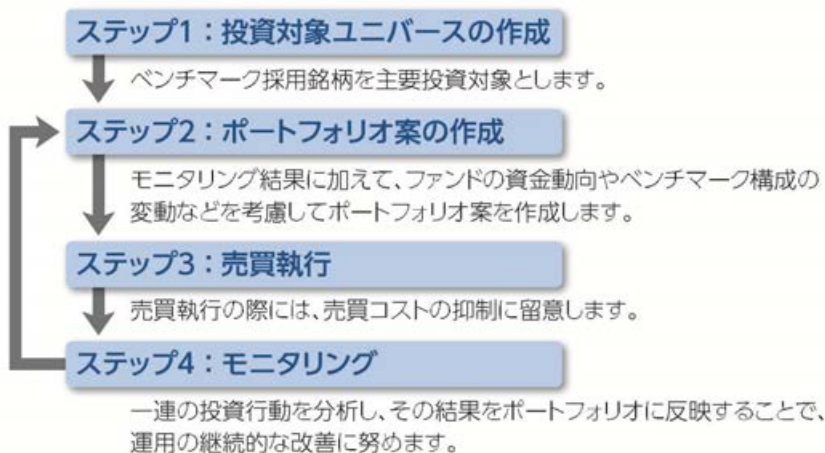 ステップ1：投資対象ユニバースの作成
ベンチマーク採用銘柄を主要投資対象とします。
ステップ2：ポートフォリオ案の作成
モニタリング結果に加えて、ファンドの資金動向やベンチマーク構成の
変動などを考慮してポートフォリオ案を作成します。
ステップ3：売買執行
売買執行の際には、売買コストの抑制に留意します。
ステップ4：モニタリング
一連の投資行動を分析し、その結果をポートフォリオに反映することで、
運用の継続的な改善に努めます。